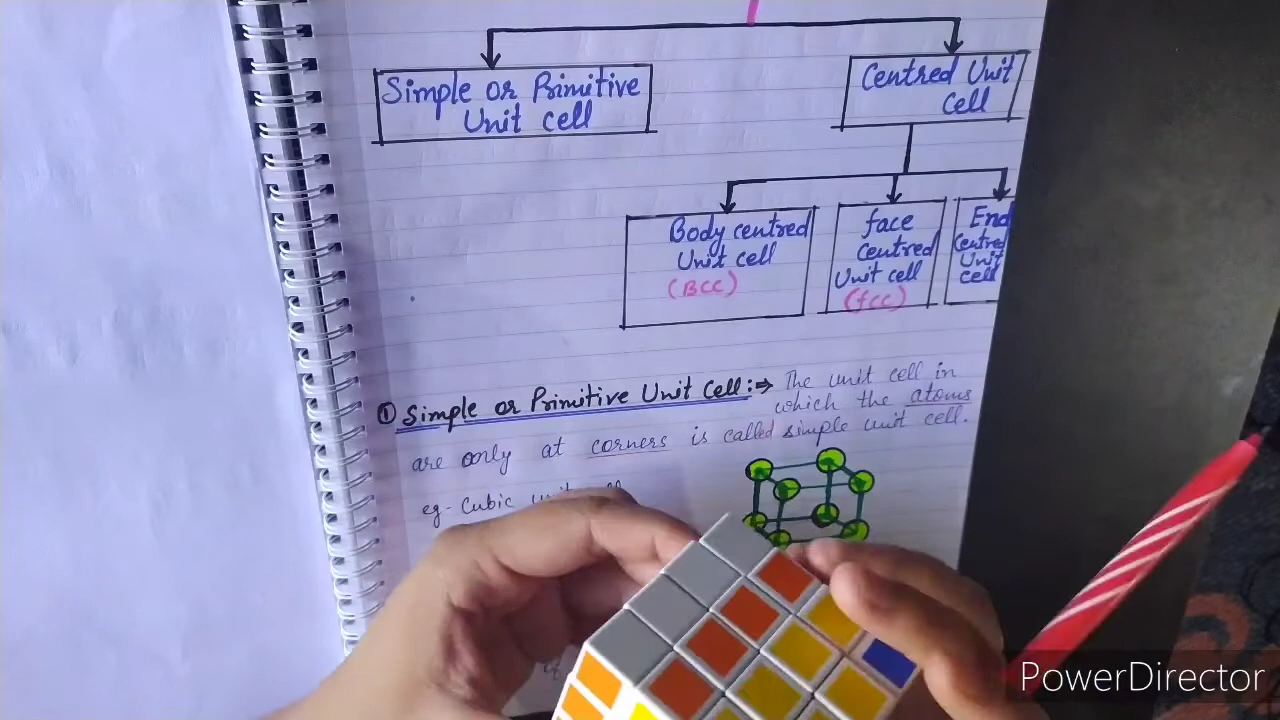 Simple or Primitive
Unit cell
Centred Unit
cell
Body centred
Unit cell
(BCC)
face
centred
Unit cell
(fcc)
End
Centred
Unit
cell
① Simple or Primitive Unit Cell :⇒ The unit cell in
which the atoms
are only at corners is called simple unit cell.
eg - Cubic
PowerDirector